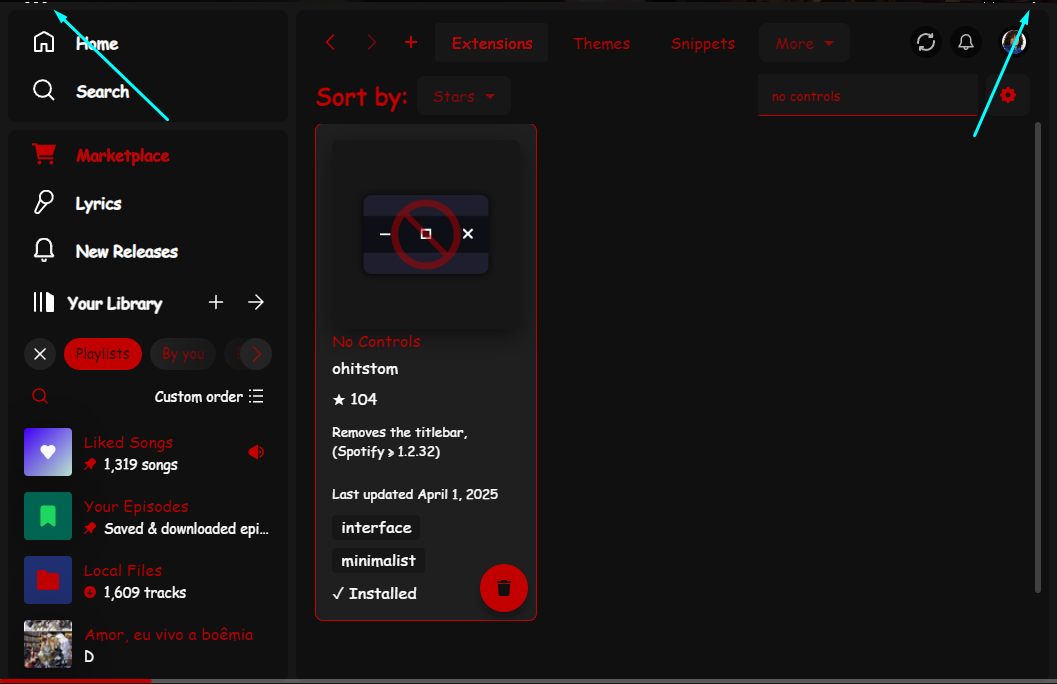 Home
Search
Marketplace
Lyrics
New Releases
Your Library
Playlists
By you
Custom order
Liked Songs
1,319 songs
Your Episodes
Saved & downloaded epi...
Local Files
1,609 tracks
Amor, eu vivo a boêmia
D
Extensions
Themes
Snippets
More
Sort by:
Stars
no controls
No Controls
ohitstom
★ 104
Removes the titlebar,
(Spotify ≥ 1.2.32)
Last updated April 1, 2025
interface
minimalist
✓ Installed